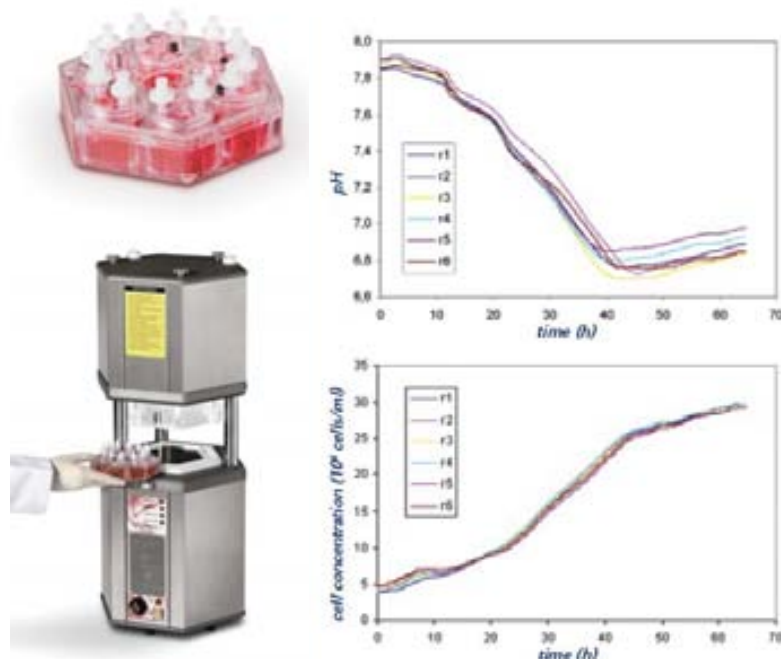 8,0
7,8
7,6
7,4
7,2
7,0
6,8
6,6
pH
r1
r2
r3
r4
r5
r6
0 10 20 30 40 50 60 70
time (h)
35
30
25
20
15
10
5
0
cell concentration (10⁶ cells/ml)
r1
r2
r3
r4
r5
r6
0 10 20 30 40 50 60 70
time (h)